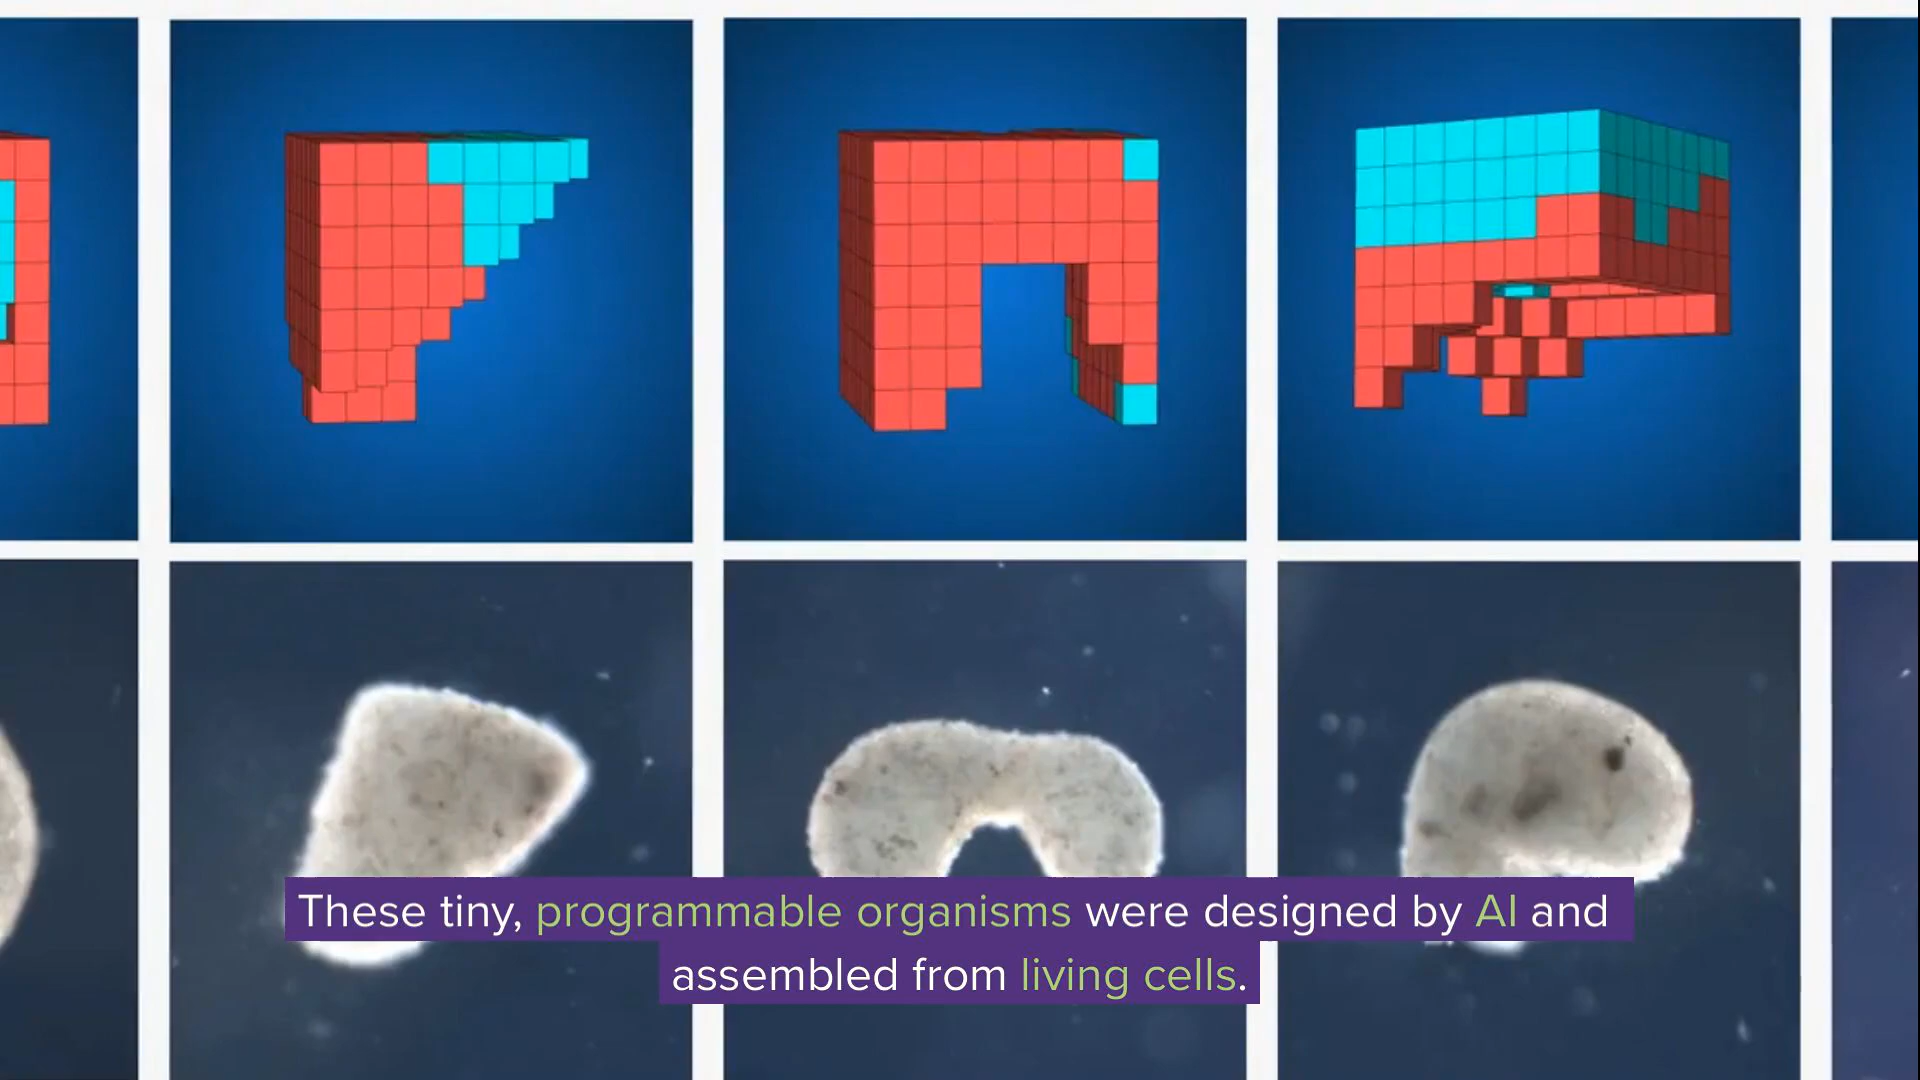 These tiny, programmable organisms were designed by AI and
assembled from living cells.